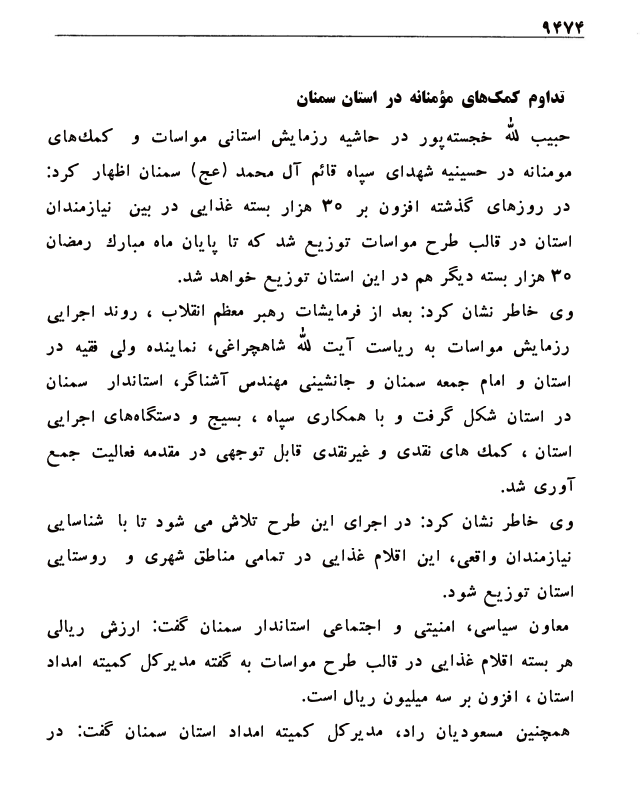 ۹۴۷۴
تداوم کمک‌های مؤمنانه در استان سمنان
حبیب الله خجسته‌پور در حاشیه رزمایش استانی مواسات و کمك‌های
مومنانه در حسینیه شهدای سپاه قائم آل محمد (عج) سمنان اظهار کرد:
در روزهای گذشته افزون بر ۳۰ هزار بسته غذایی در بین نیازمندان
استان در قالب طرح مواسات توزیع شد که تا پایان ماه مبارك رمضان
۳۰ هزار بسته دیگر هم در این استان توزیع خواهد شد.
وی خاطر نشان کرد: بعد از فرمایشات رهبر معظم انقلاب ، روند اجرایی
رزمایش مواسات به ریاست آیت الله شاهچراغی، نماینده ولی فقیه در
استان و امام جمعه سمنان و جانشینی مهندس آشناگر، استاندار سمنان
در استان شکل گرفت و با همکاری سپاه ، بسیج و دستگاه‌های اجرایی
استان ، کمك های نقدی و غیرنقدی قابل توجهی در مقدمه فعالیت جمع
آوری شد.
وی خاطر نشان کرد: در اجرای این طرح تلاش می شود تا با شناسایی
نیازمندان واقعی، این اقلام غذایی در تمامی مناطق شهری و روستایی
استان توزیع شود.
معاون سیاسی، امنیتی و اجتماعی استاندار سمنان گفت: ارزش ریالی
هر بسته اقلام غذایی در قالب طرح مواسات به گفته مدیرکل کمیته امداد
استان ، افزون بر سه میلیون ریال است.
همچنین مسعودیان راد، مدیرکل کمیته امداد استان سمنان گفت: در